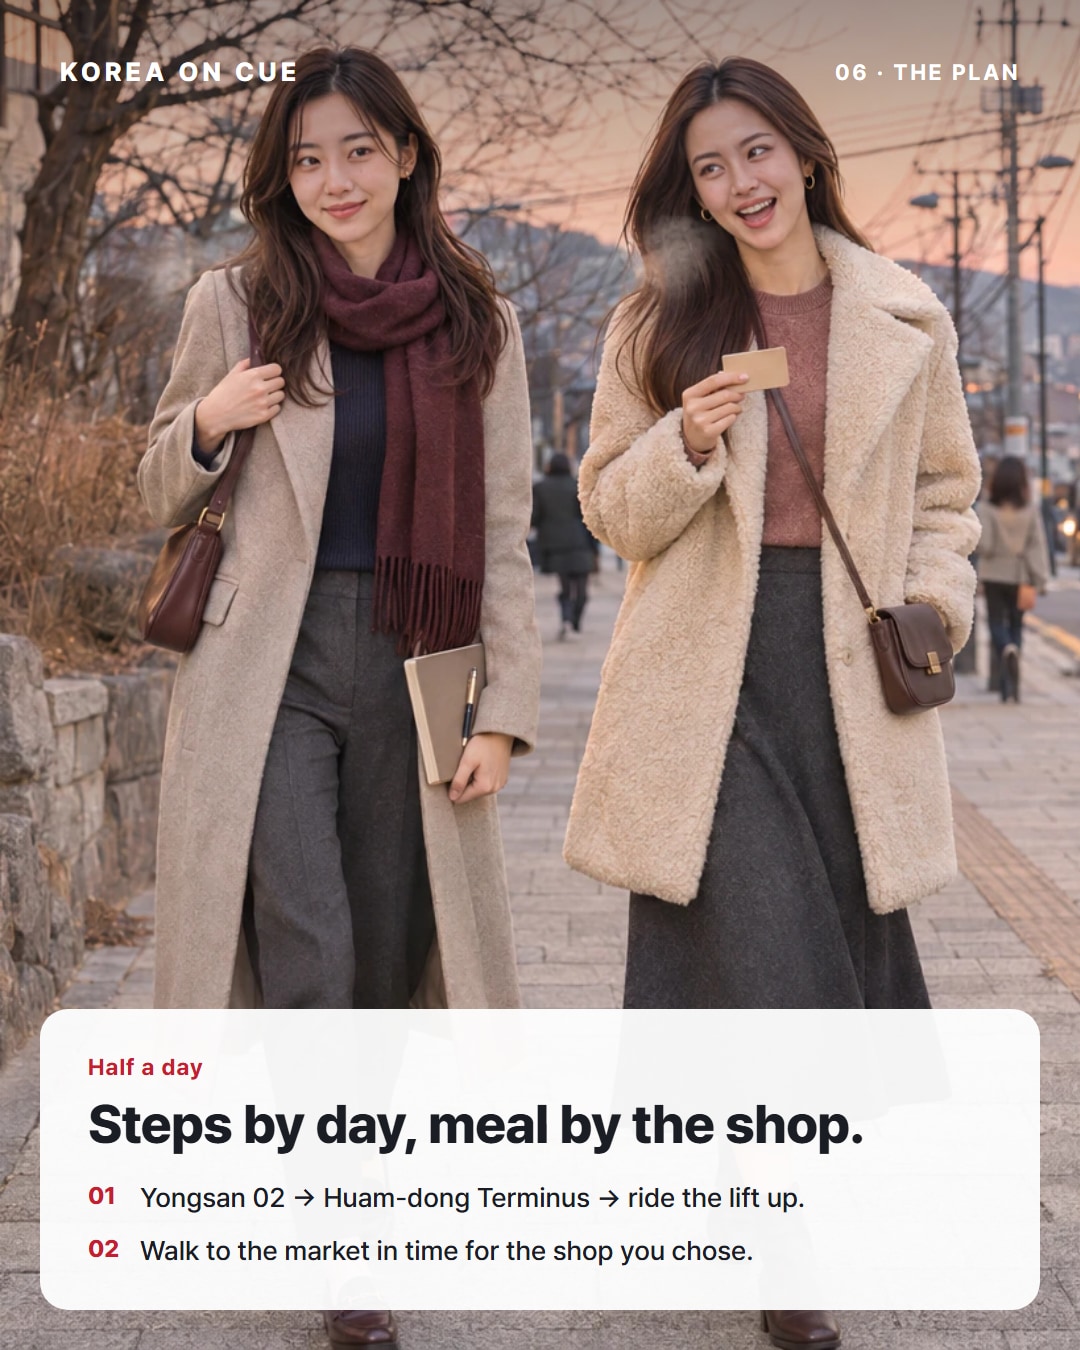 KOREA ON CUE
06 · THE PLAN
Half a day
Steps by day, meal by the shop.
01 Yongsan 02 → Huam-dong Terminus → ride the lift up.
02 Walk to the market in time for the shop you chose.